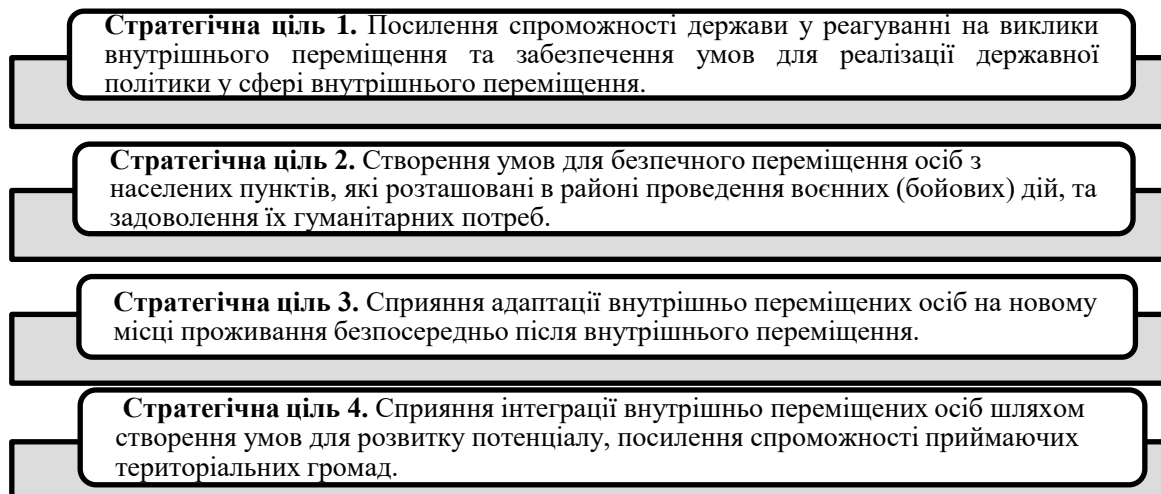 Стратегічна ціль 1. Посилення спроможності держави у реагуванні на виклики
внутрішнього переміщення та забезпечення умов для реалізації державної
політики у сфері внутрішнього переміщення.
Стратегічна ціль 2. Створення умов для безпечного переміщення осіб з
населених пунктів, які розташовані в районі проведення воєнних (бойових) дій, та
задоволення їх гуманітарних потреб.
Стратегічна ціль 3. Сприяння адаптації внутрішньо переміщених осіб на новому
місці проживання безпосередньо після внутрішнього переміщення.
Стратегічна ціль 4. Сприяння інтеграції внутрішньо переміщених осіб шляхом
створення умов для розвитку потенціалу, посилення спроможності приймаючих
територіальних громад.